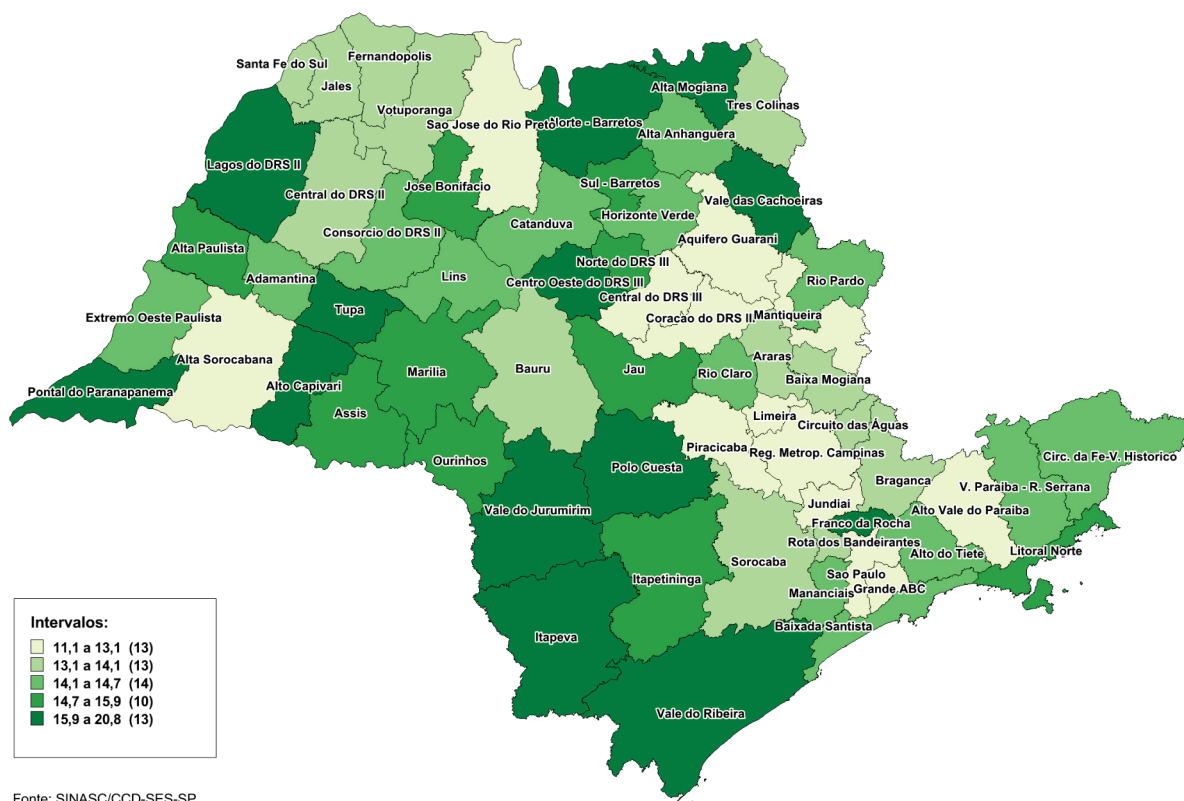 Santa Fe do Sul
Fernandopolis
Jales
Votuporanga
Sao Jose do Rio Preto
Norte - Barretos
Alta Mogiana
Tres Colinas
Alta Anhanguera
Lagos do DRS II
Central do DRS II
Jose Bonifacio
Sul - Barretos
Vale das Cachoeiras
Horizonte Verde
Catanduva
Consorcio do DRS II
Aquifero Guarani
Alta Paulista
Adamantina
Lins
Norte do DRS III
Centro Oeste do DRS III
Rio Pardo
Tupa
Central do DRS III
Extremo Oeste Paulista
Coraçao do DRS II
Mantiqueira
Alta Sorocabana
Araras
Marilia
Bauru
Jau
Rio Claro
Baixa Mogiana
Pontal do Paranapanema
Alto Capivari
Assis
Limeira
Circuito das Águas
Piracicaba
Reg. Metrop. Campinas
Ourinhos
Polo Cuesta
Circ. da Fe-V. Historico
Bragança
V. Paraiba - R. Serrana
Jundiai
Vale do Jurumirim
Alto Vale do Paraiba
Franco da Rocha
Rota dos Bandeirantes
Alto do Tiete
Litoral Norte
Sorocaba
Itapetininga
Sao Paulo
Grande ABC
Mananciais
Baixada Santista
Itapeva
Vale do Ribeira
Intervalos:
11,1 a 13,1 (13)
13,1 a 14,1 (13)
14,1 a 14,7 (14)
14,7 a 15,9 (10)
15,9 a 20,8 (13)
Fonte: SINASC/CCD-SES-SP